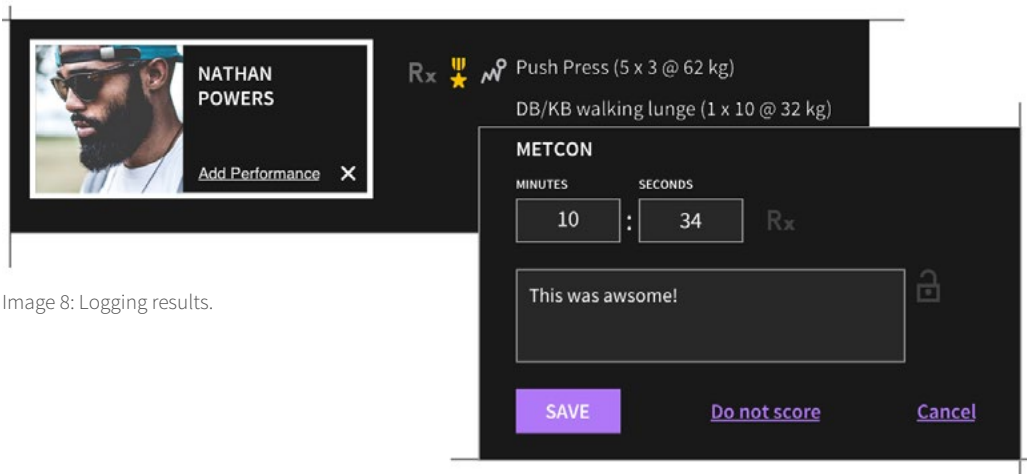 NATHAN
POWERS
Add Performance
Rx
Push Press (5 x 3 @ 62 kg)
DB/KB walking lunge (1 x 10 @ 32 kg)
METCON
MINUTES SECONDS
10 : 34 Rx
This was awsome!
SAVE Do not score Cancel
Image 8: Logging results.